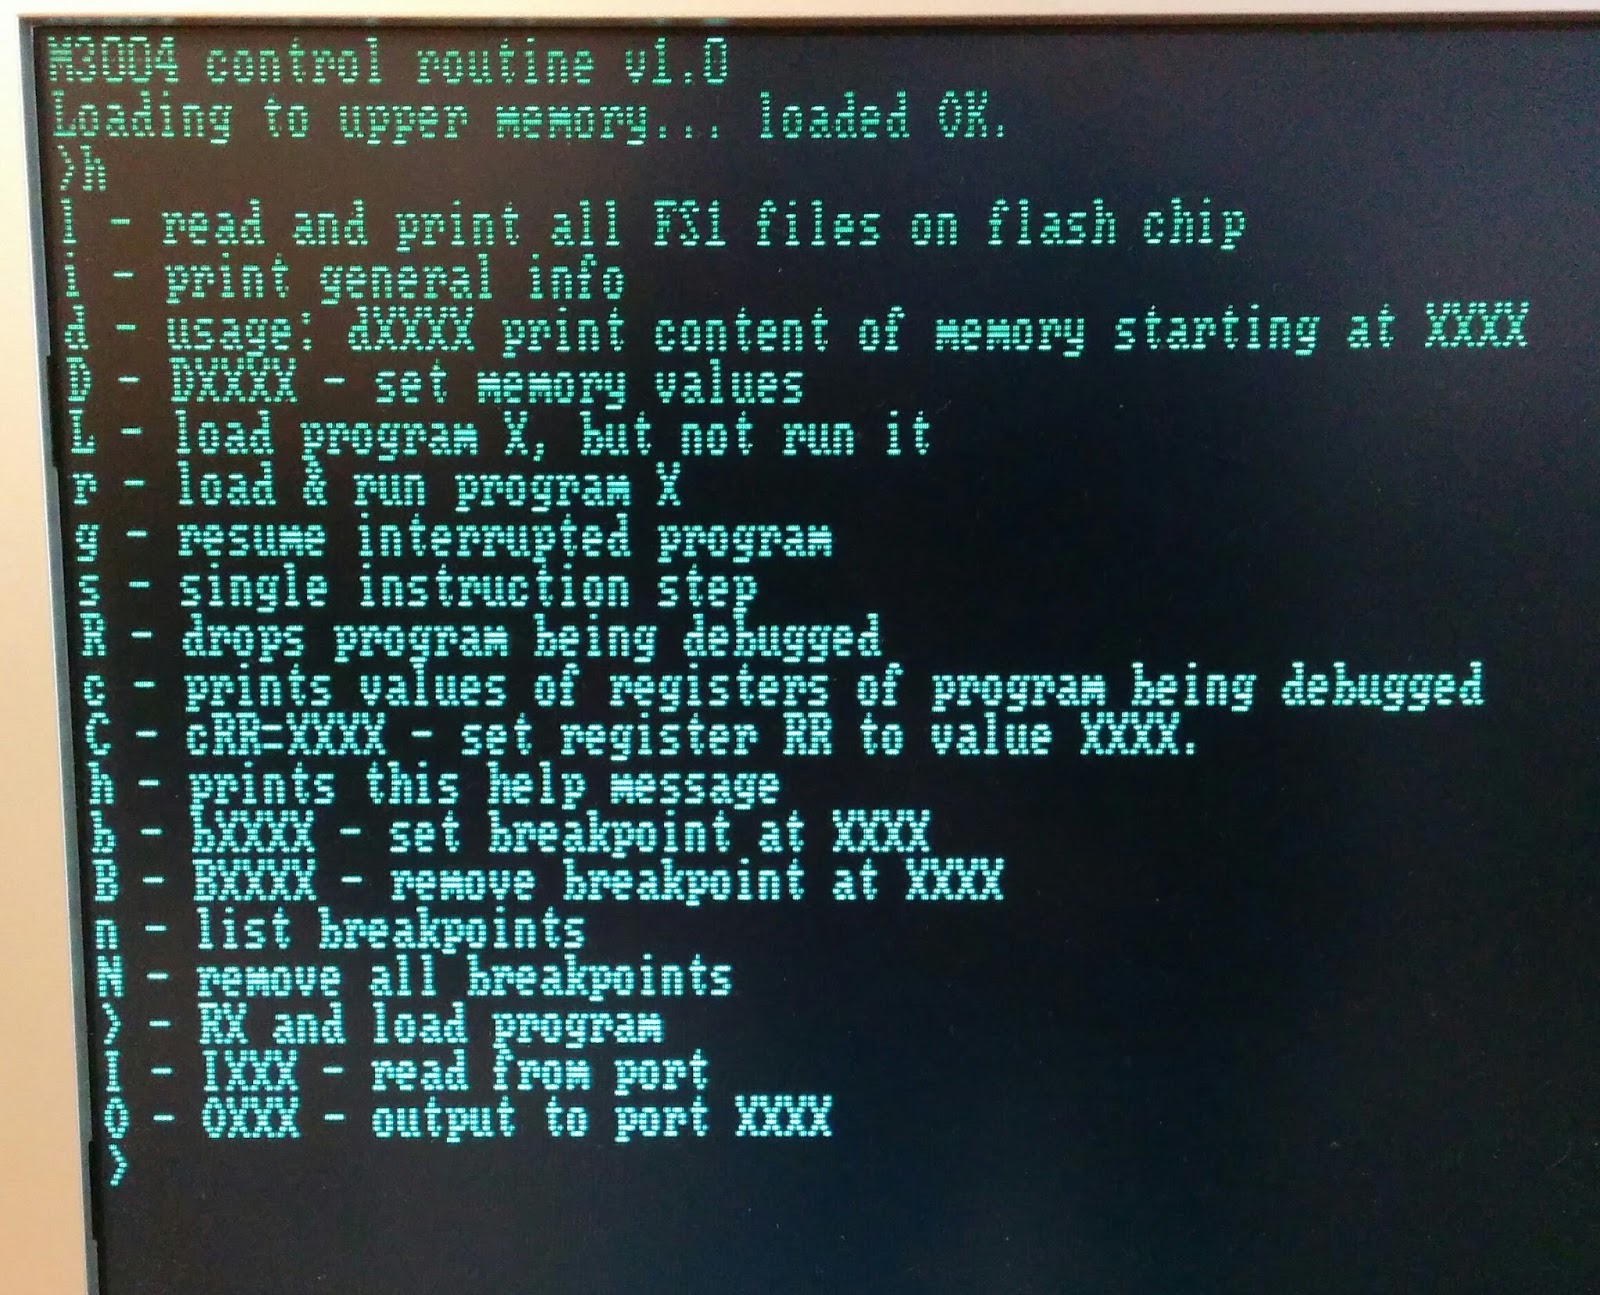 M3004 control routine v1.0
Loading to upper memory... loaded OK.
>h
l - read and print all FS1 files on flash chip
i - print general info
d - usage: dXXXX print content of memory starting at XXXX
D - DXXXX - set memory values
L - load program X, but not run it
r - load & run program X
g - resume interrupted program
s - single instruction step
R - drops program being debugged
c - prints values of registers of program being debugged
C - cRR=XXXX - set register RR to value XXXX.
h - prints this help message
b - bXXXX - set breakpoint at XXXX
B - BXXXX - remove breakpoint at XXXX
n - list breakpoints
N - remove all breakpoints
> - RX and load program
I - IXXX - read from port
O - OXXX - output to port XXXX
>